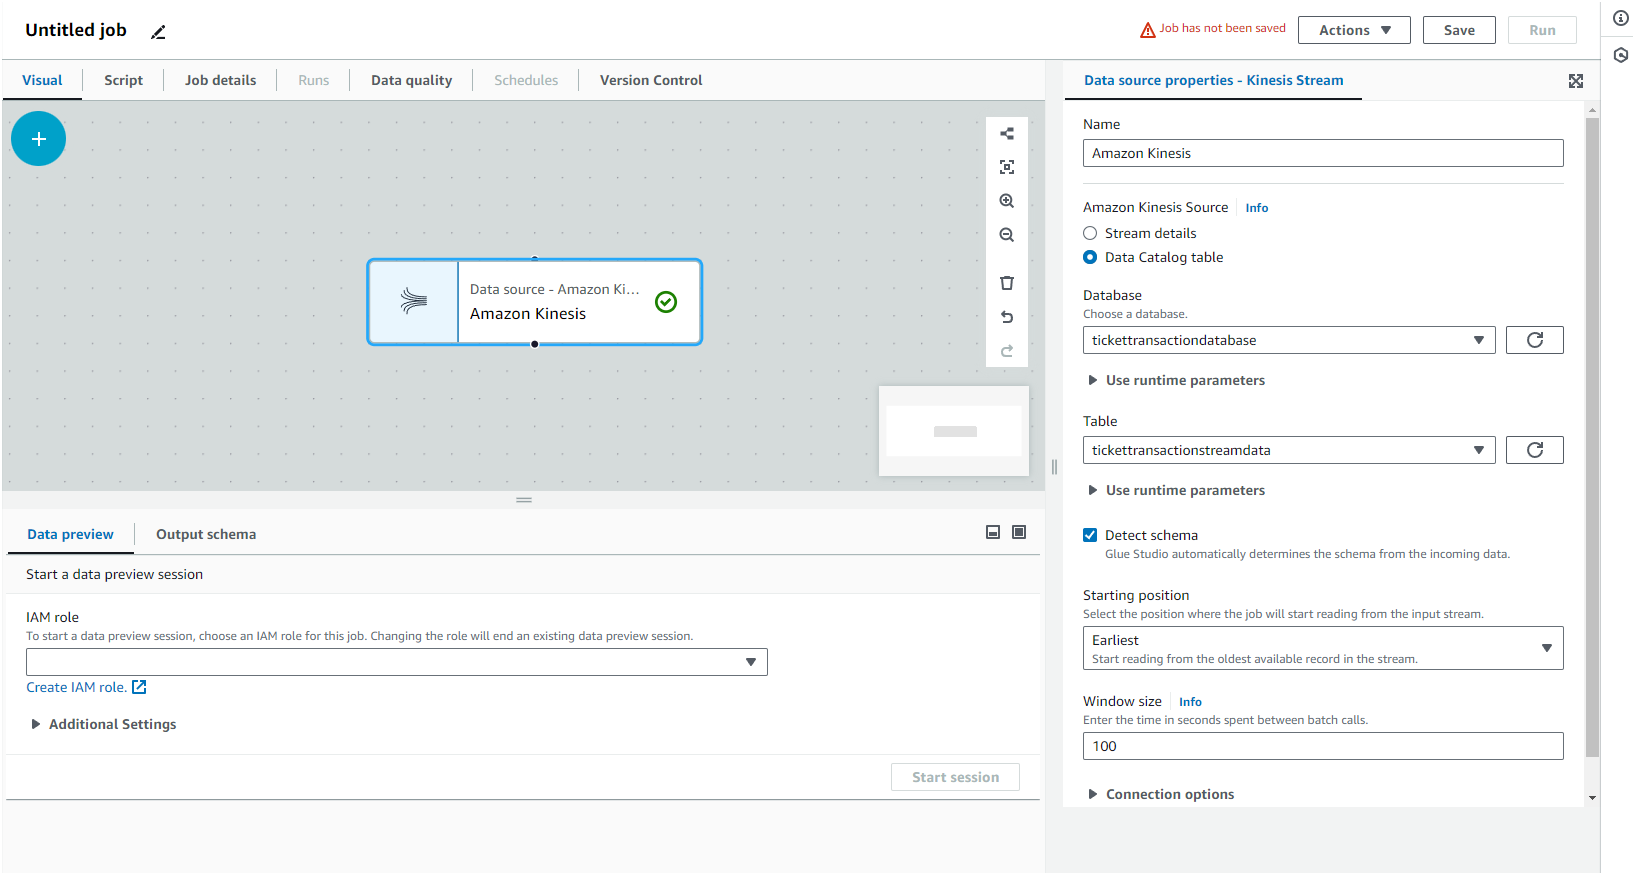 Untitled job
Job has not been saved
Actions
Save
Run
Visual
Script
Job details
Runs
Data quality
Schedules
Version Control
Data source - Amazon Ki...
Amazon Kinesis
Data preview
Output schema
Start a data preview session
IAM role
To start a data preview session, choose an IAM role for this job. Changing the role will end an existing data preview session.
Create IAM role.
Additional Settings
Start session
Data source properties - Kinesis Stream
Name
Amazon Kinesis
Amazon Kinesis Source
Info
Stream details
Data Catalog table
Database
Choose a database.
tickettransactiondatabase
Use runtime parameters
Table
tickettransactionstreamdata
Use runtime parameters
Detect schema
Glue Studio automatically determines the schema from the incoming data.
Starting position
Select the position where the job will start reading from the input stream.
Earliest
Start reading from the oldest available record in the stream.
Window size
Info
Enter the time in seconds spent between batch calls.
100
Connection options